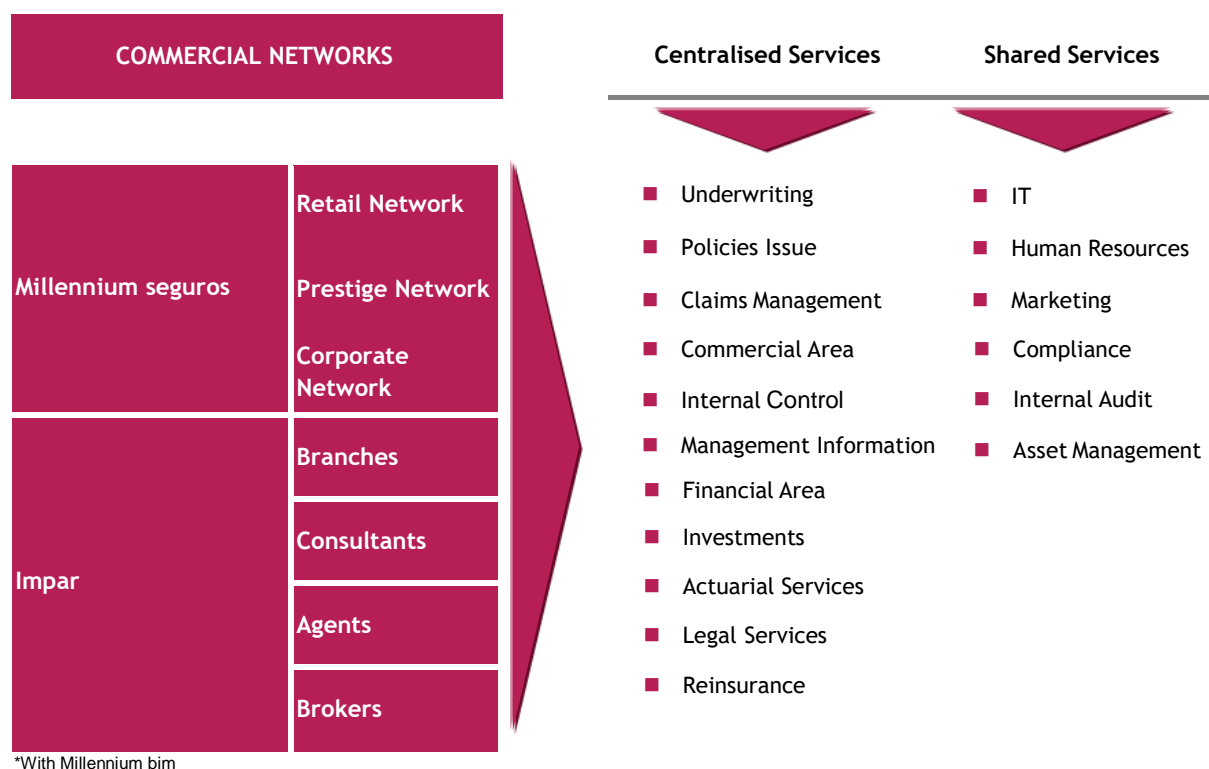 COMMERCIAL NETWORKS
Centralised Services
Shared Services
Millennium seguros
Retail Network
Prestige Network
Corporate
Network
Impar
Branches
Consultants
Agents
Brokers
Underwriting
Policies Issue
Claims Management
Commercial Area
Internal Control
Management Information
Financial Area
Investments
Actuarial Services
Legal Services
Reinsurance
IT
Human Resources
Marketing
Compliance
Internal Audit
Asset Management
*With Millennium bim